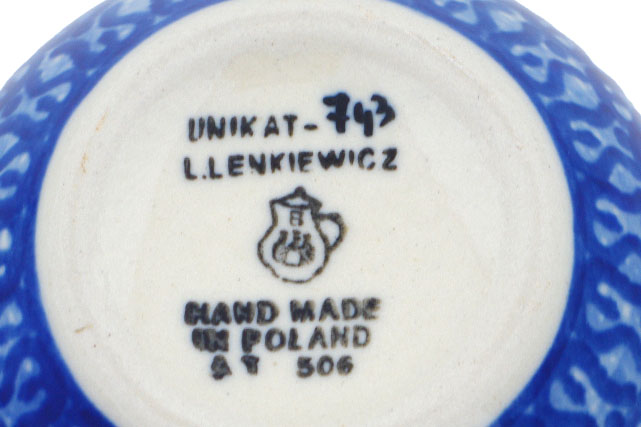 UNIKAT-743
L.LENKIEWICZ
HAND MADE
IN POLAND
506